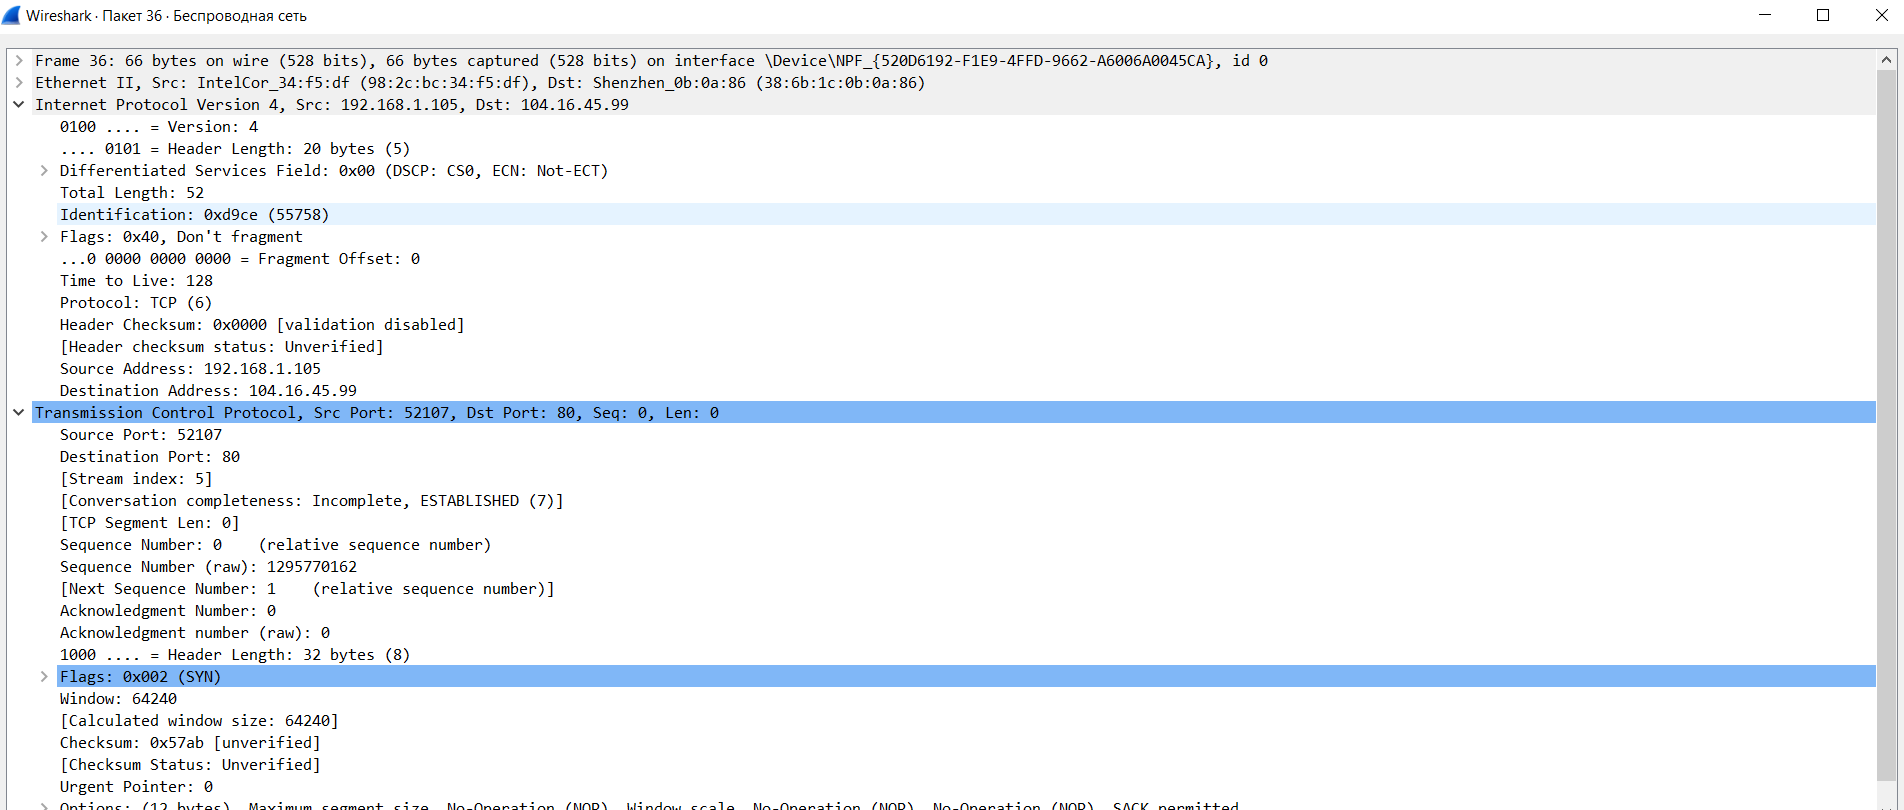 Wireshark · Пакет 36 · Беспроводная сеть
Frame 36: 66 bytes on wire (528 bits), 66 bytes captured (528 bits) on interface \Device\NPF_{520D6192-F1E9-4FFD-9662-A6006A0045CA}, id 0
Ethernet II, Src: IntelCor_34:f5:df (98:2c:bc:34:f5:df), Dst: Shenzhen_0b:0a:86 (38:6b:1c:0b:0a:86)
Internet Protocol Version 4, Src: 192.168.1.105, Dst: 104.16.45.99
0100 .... = Version: 4
.... 0101 = Header Length: 20 bytes (5)
Differentiated Services Field: 0x00 (DSCP: CS0, ECN: Not-ECT)
Total Length: 52
Identification: 0xd9ce (55758)
Flags: 0x40, Don't fragment
...0 0000 0000 0000 = Fragment Offset: 0
Time to Live: 128
Protocol: TCP (6)
Header Checksum: 0x0000 [validation disabled]
[Header checksum status: Unverified]
Source Address: 192.168.1.105
Destination Address: 104.16.45.99
Transmission Control Protocol, Src Port: 52107, Dst Port: 80, Seq: 0, Len: 0
Source Port: 52107
Destination Port: 80
[Stream index: 5]
[Conversation completeness: Incomplete, ESTABLISHED (7)]
[TCP Segment Len: 0]
Sequence Number: 0    (relative sequence number)
Sequence Number (raw): 1295770162
[Next Sequence Number: 1    (relative sequence number)]
Acknowledgment Number: 0
Acknowledgment number (raw): 0
1000 .... = Header Length: 32 bytes (8)
Flags: 0x002 (SYN)
Window: 64240
[Calculated window size: 64240]
Checksum: 0x57ab [unverified]
[Checksum Status: Unverified]
Urgent Pointer: 0
Options: (12 bytes), Maximum segment size, No-Operation (NOP), Window scale, No-Operation (NOP), No-Operation (NOP), SACK permitted